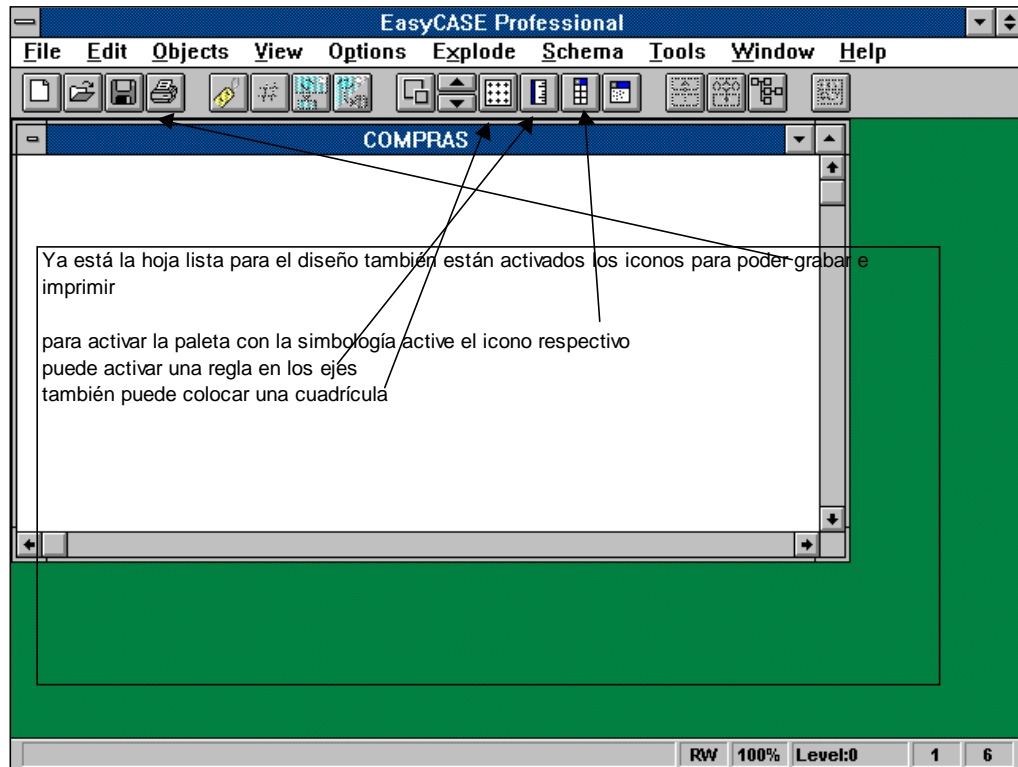 EasyCASE Professional
File Edit Objects View Options Explode Schema Tools Window Help
COMPRAS
Ya está la hoja lista para el diseño también están activados los iconos para poder grabar e
imprimir
para activar la paleta con la simbología active el icono respectivo
puede activar una regla en los ejes
también puede colocar una cuadrícula
RW 100% Level:0 1 6